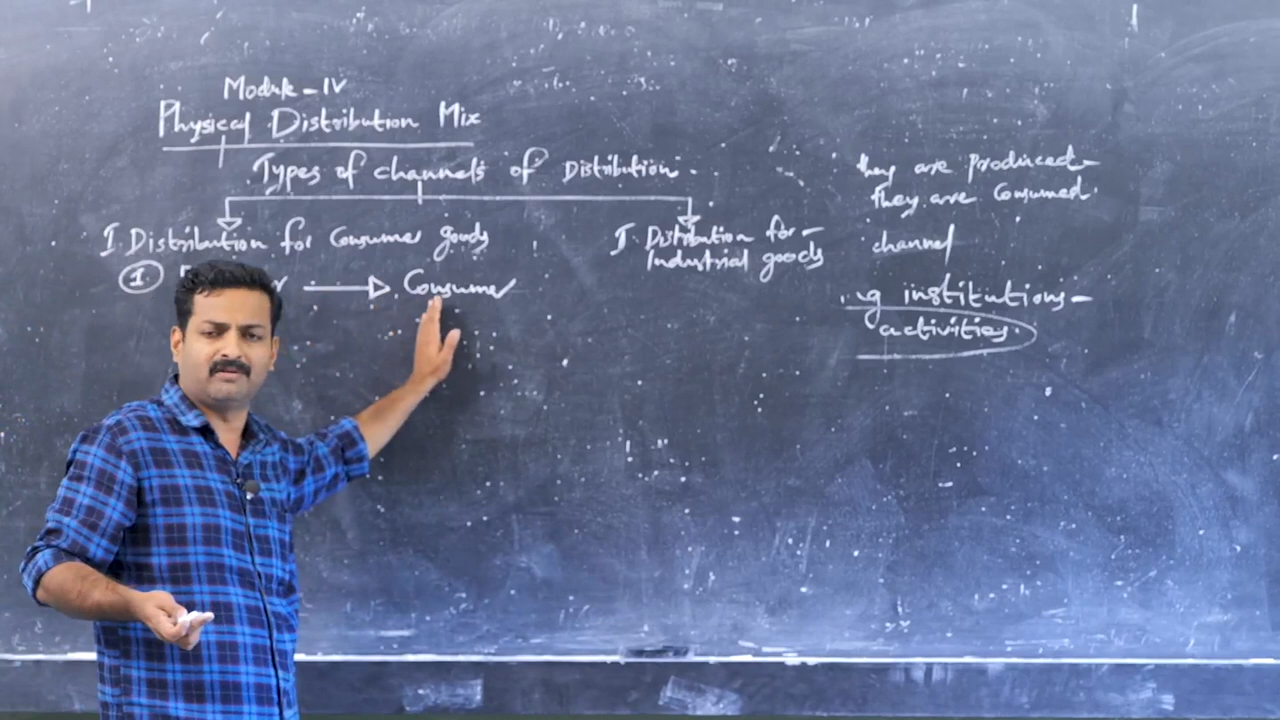 Module - IV
Physical Distribution Mix
Types of channels of Distribution.
I Distribution for Consumer goods
I Distribution for -
Industrial goods
① → Consumer
they are produced -
they are consumed.
channel
institutions -
activities.